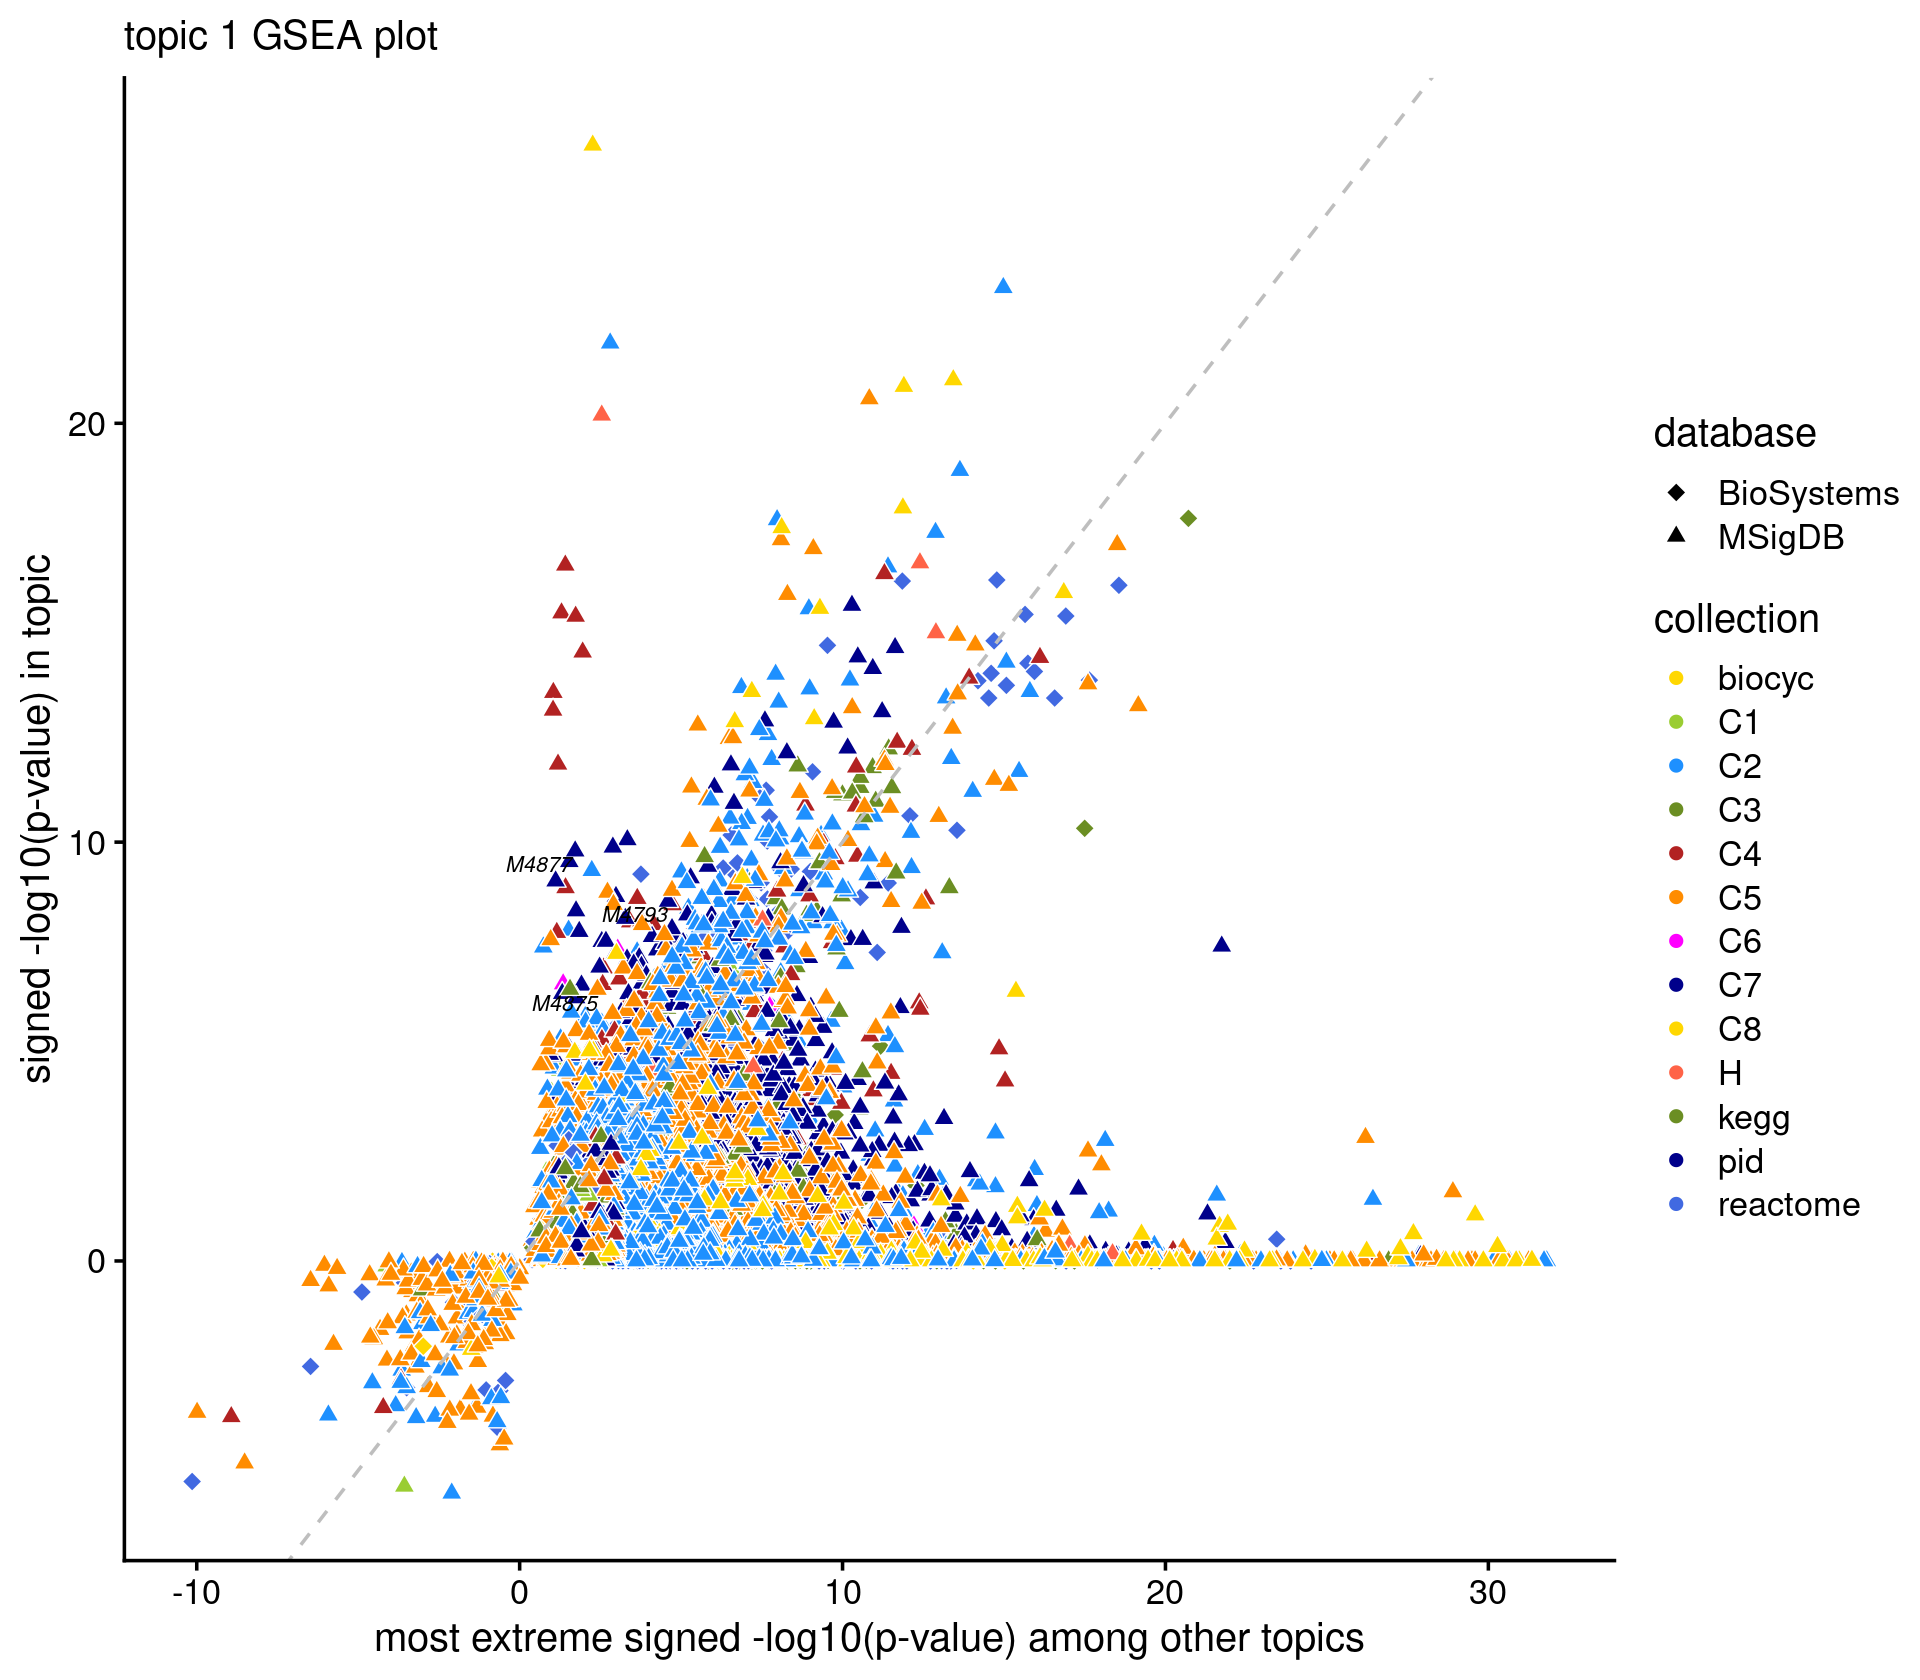 topic 1 GSEA plot
signed -log10(p-value) in topic
20
10
0
M4877
M4793
M4875
-10
0
10
20
30
most extreme signed -log10(p-value) among other topics
database
BioSystems
MSigDB
collection
biocyc
C1
C2
C3
C4
C5
C6
C7
C8
H
kegg
pid
reactome